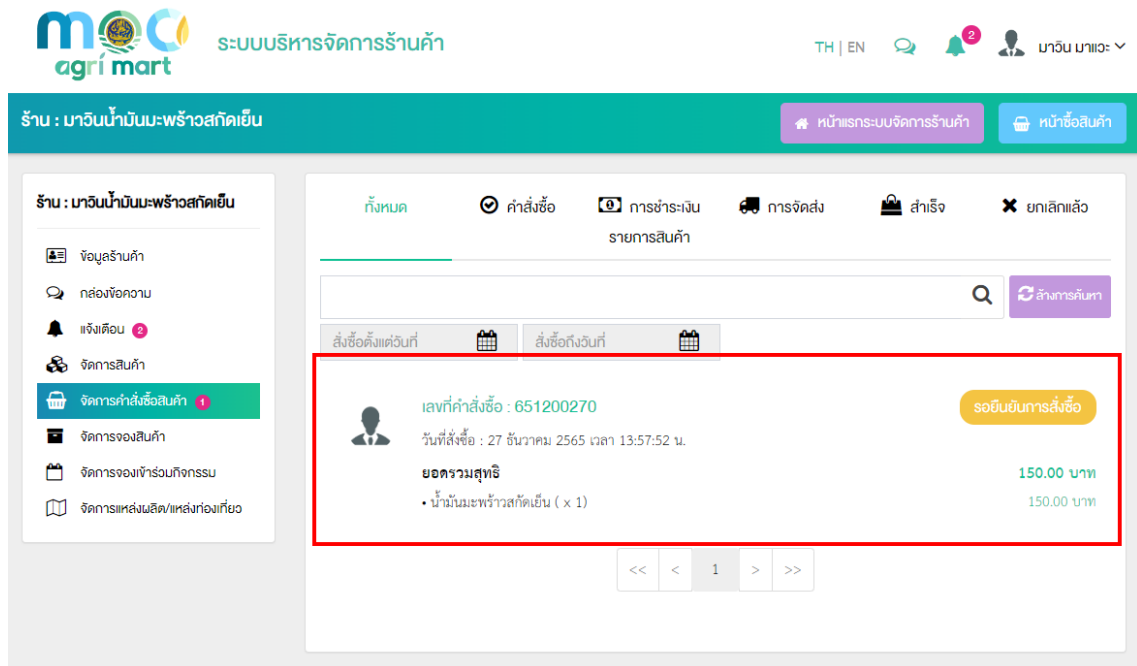 moc
agri mart
ระบบบริหารจัดการร้านค้า
TH | EN
2
มาวิน มาแวะ
ร้าน : มาวินน้ำมันมะพร้าวสกัดเย็น
หน้าแรกระบบจัดการร้านค้า
หน้าซื้อสินค้า
ร้าน : มาวินน้ำมันมะพร้าวสกัดเย็น
ข้อมูลร้านค้า
กล่องข้อความ
แจ้งเตือน 2
จัดการสินค้า
จัดการคำสั่งซื้อสินค้า 1
จัดการจองสินค้า
จัดการจองเข้าร่วมกิจกรรม
จัดการแหล่งผลิต/แหล่งท่องเที่ยว
ทั้งหมด คำสั่งซื้อ การชำระเงิน การจัดส่ง สำเร็จ ยกเลิกแล้ว
รายการสินค้า
ล้างการค้นหา
สั่งซื้อตั้งแต่วันที่ สั่งซื้อถึงวันที่
เลขที่คำสั่งซื้อ : 651200270 รอยืนยันการสั่งซื้อ
วันที่สั่งซื้อ : 27 ธันวาคม 2565 เวลา 13:57:52 น.
ยอดรวมสุทธิ 150.00 บาท
• น้ำมันมะพร้าวสกัดเย็น ( x 1) 150.00 บาท
<< < 1 > >>